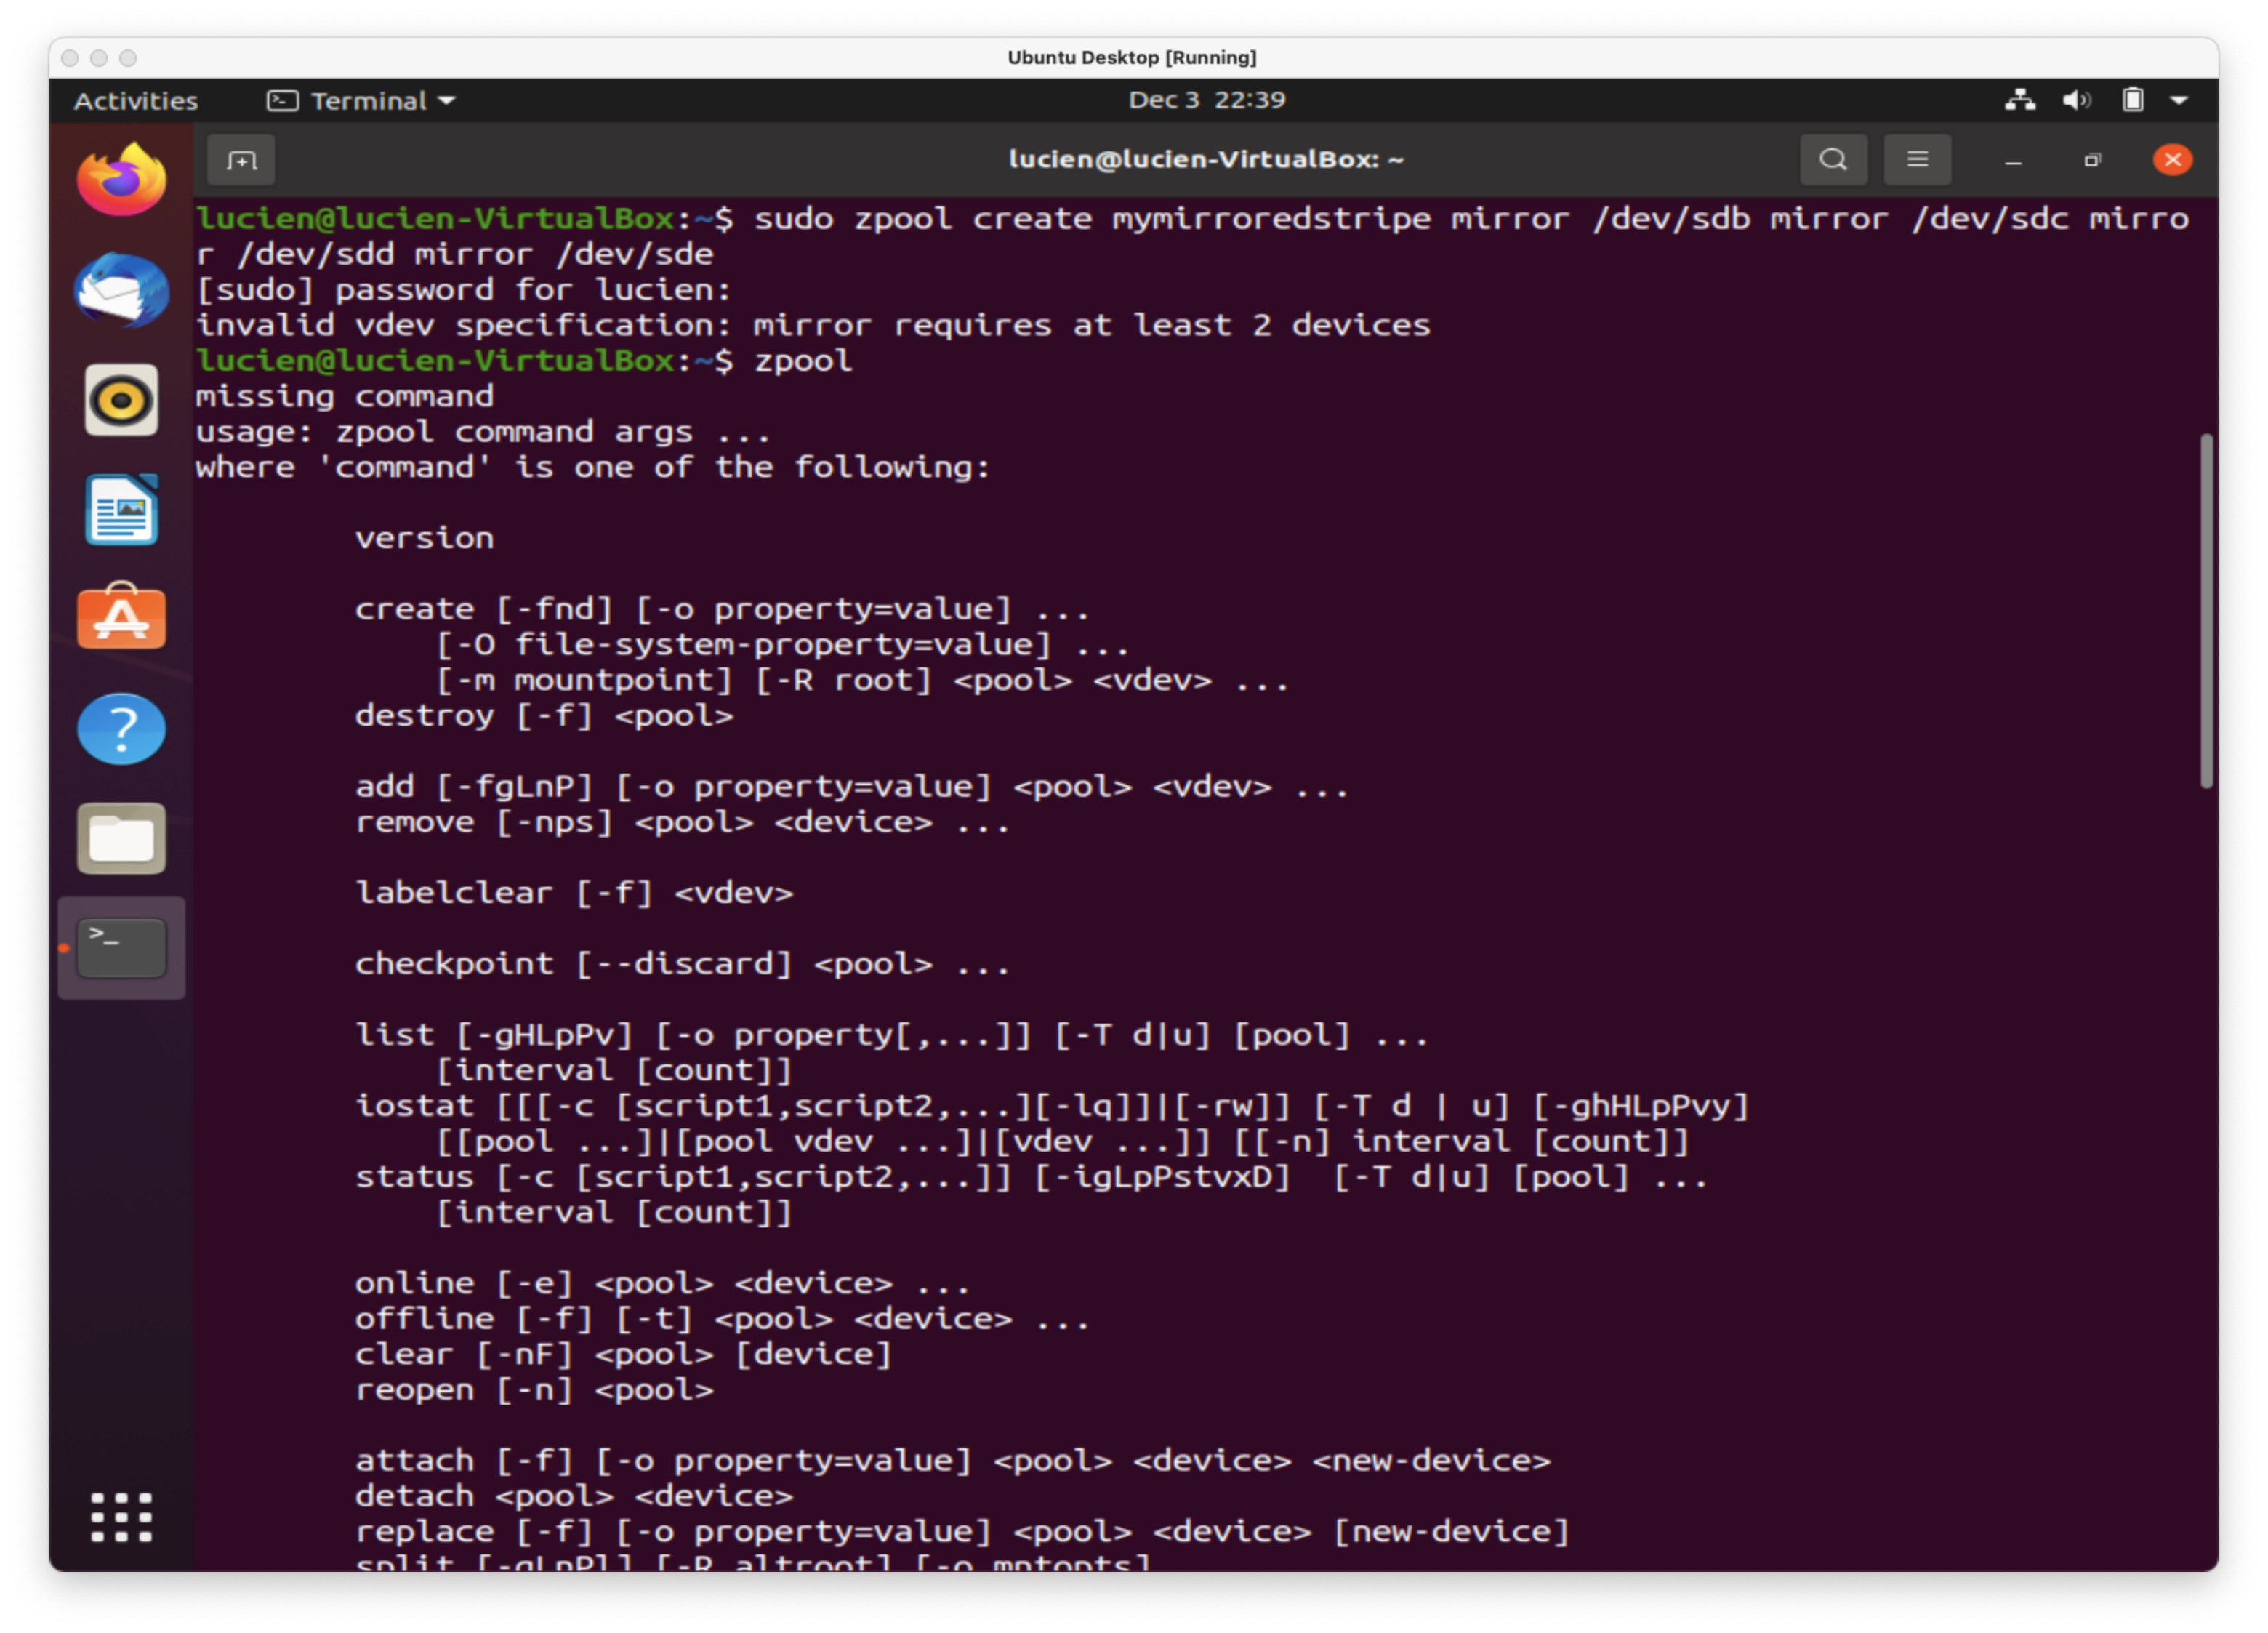 Ubuntu Desktop [Running]
Activities Terminal Dec 3 22:39
lucien@lucien-VirtualBox: ~
lucien@lucien-VirtualBox:~$ sudo zpool create mymirroredstripe mirror /dev/sdb mirror /dev/sdc mirro
r /dev/sdd mirror /dev/sde
[sudo] password for lucien:
invalid vdev specification: mirror requires at least 2 devices
lucien@lucien-VirtualBox:~$ zpool
missing command
usage: zpool command args ...
where 'command' is one of the following:
version
create [-fnd] [-o property=value] ...
[-O file-system-property=value] ...
[-m mountpoint] [-R root] <pool> <vdev> ...
destroy [-f] <pool>
add [-fgLnP] [-o property=value] <pool> <vdev> ...
remove [-nps] <pool> <device> ...
labelclear [-f] <vdev>
checkpoint [--discard] <pool> ...
list [-gHLpPv] [-o property[,...]] [-T d|u] [pool] ...
[interval [count]]
iostat [[[-c [script1,script2,...][-lq]]|[-rw]] [-T d | u] [-ghHLpPvy]
[[pool ...]|[pool vdev ...]|[vdev ...]] [[-n] interval [count]]
status [-c [script1,script2,...]] [-igLpPstvxD]  [-T d|u] [pool] ...
[interval [count]]
online [-e] <pool> <device> ...
offline [-f] [-t] <pool> <device> ...
clear [-nF] <pool> [device]
reopen [-n] <pool>
attach [-f] [-o property=value] <pool> <device> <new-device>
detach <pool> <device>
replace [-f] [-o property=value] <pool> <device> [new-device]
split [-gLnPl] [-R altroot] [-o mntopts]